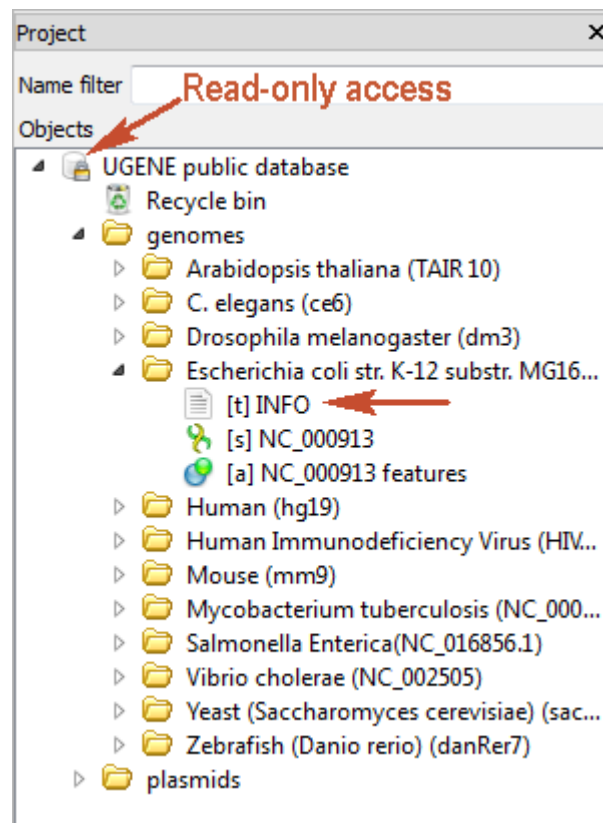 Project
Name filter
Read-only access
Objects
UGENE public database
Recycle bin
genomes
Arabidopsis thaliana (TAIR 10)
C. elegans (ce6)
Drosophila melanogaster (dm3)
Escherichia coli str. K-12 substr. MG16...
[t] INFO
[s] NC_000913
[a] NC_000913 features
Human (hg19)
Human Immunodeficiency Virus (HIV...
Mouse (mm9)
Mycobacterium tuberculosis (NC_000...
Salmonella Enterica(NC_016856.1)
Vibrio cholerae (NC_002505)
Yeast (Saccharomyces cerevisiae) (sac...
Zebrafish (Danio rerio) (danRer7)
plasmids